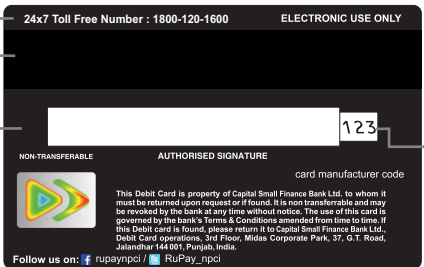 24x7 Toll Free Number : 1800-120-1600 ELECTRONIC USE ONLY
123
NON-TRANSFERABLE AUTHORISED SIGNATURE
card manufacturer code
This Debit Card is property of Capital Small Finance Bank Ltd. to whom it
must be returned upon request or if found. It is non transferrable and may
be revoked by the bank at any time without notice. The use of this card is
governed by the bank's Terms & Conditions amended from time to time. If
this Debit Card is found, please return it to Capital Small Finance Bank Ltd.,
Debit Card operations, 3rd Floor, Midas Corporate Park, 37, G.T. Road,
Jalandhar 144 001, Punjab, India.
Follow us on: f rupaynpci / RuPay_npci